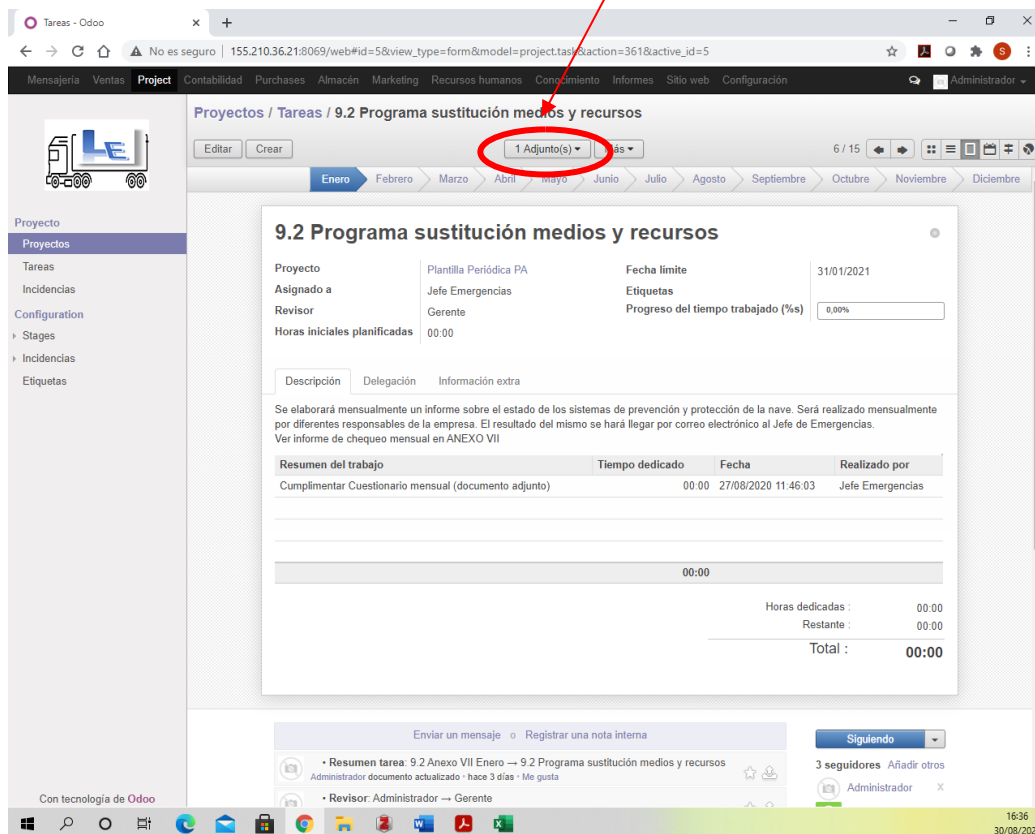 Tareas - Odoo
No es seguro | 155.210.36.21:8069/web#id=5&view_type=form&model=project.task&action=361&active_id=5
S
Mensajería Ventas Project Contabilidad Purchases Almacén Marketing Recursos humanos Conocimiento Informes Sitio web Configuración Administrador
LE
Proyectos / Tareas / 9.2 Programa sustitución medios y recursos
Editar Crear 1 Adjunto(s) Más 6 / 15
Enero Febrero Marzo Abril Mayo Junio Julio Agosto Septiembre Octubre Noviembre Diciembre
Proyecto
Proyectos
Tareas
Incidencias
Configuration
Stages
Incidencias
Etiquetas
9.2 Programa sustitución medios y recursos
Proyecto Plantilla Periódica PA Fecha límite 31/01/2021
Asignado a Jefe Emergencias Etiquetas
Revisor Gerente Progreso del tiempo trabajado (%s) 0,00%
Horas iniciales planificadas 00:00
Descripción Delegación Información extra
Se elaborará mensualmente un informe sobre el estado de los sistemas de prevención y protección de la nave. Será realizado mensualmente
por diferentes responsables de la empresa. El resultado del mismo se hará llegar por correo electrónico al Jefe de Emergencias.
Ver informe de chequeo mensual en ANEXO VII
Resumen del trabajo Tiempo dedicado Fecha Realizado por
Cumplimentar Cuestionario mensual (documento adjunto) 00:00 27/08/2020 11:46:03 Jefe Emergencias
00:00
Horas dedicadas : 00:00
Restante : 00:00
Total : 00:00
Enviar un mensaje o Registrar una nota interna
Siguiendo
• Resumen tarea: 9.2 Anexo VII Enero → 9.2 Programa sustitución medios y recursos
Administrador documento actualizado • hace 3 días • Me gusta
3 seguidores Añadir otros
Administrador X
• Revisor: Administrador → Gerente
Con tecnología de Odoo
16:36
30/08/20